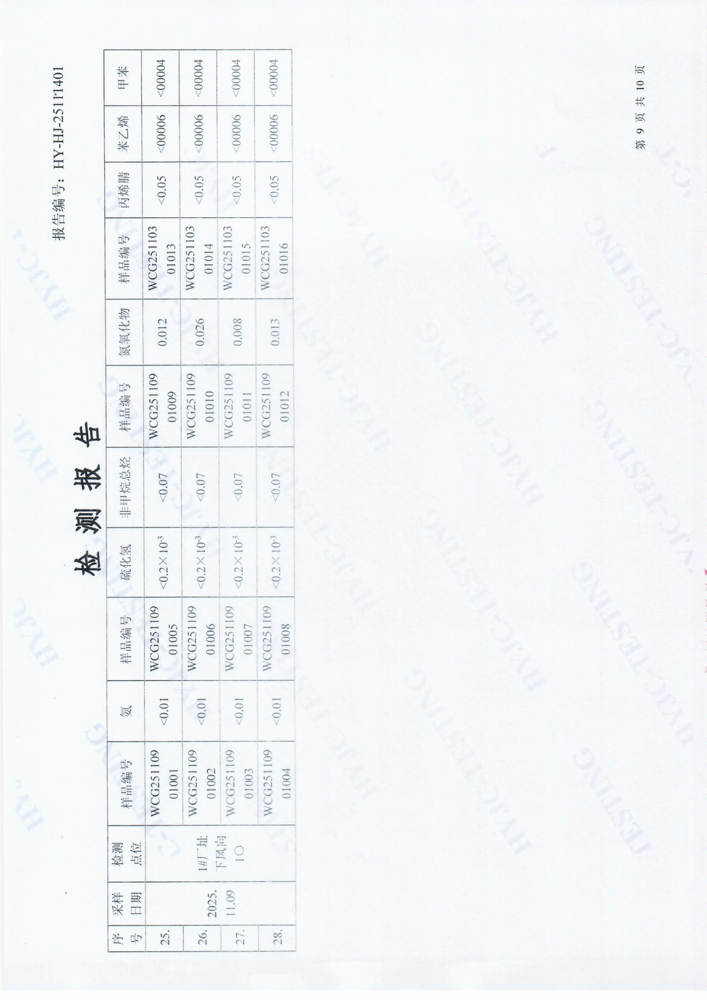 报告编号：HY-HJ-25111401
检 测 报 告
序号 采样日期 检测点位 样品编号 氨 样品编号 硫化氢 非甲烷总烃 样品编号 氮氧化物 样品编号 丙烯腈 苯乙烯 甲苯
25. 2025.11.09 1#厂址下风向1○ WCG25110901001 <0.01 WCG25110901005 <0.2×10⁻³ <0.07 WCG25110901009 0.012 WCG25110301013 <0.05 <00006 <00004
26. WCG25110901002 <0.01 WCG25110901006 <0.2×10⁻³ <0.07 WCG25110901010 0.026 WCG25110301014 <0.05 <00006 <00004
27. WCG25110901003 <0.01 WCG25110901007 <0.2×10⁻³ <0.07 WCG25110901011 0.008 WCG25110301015 <0.05 <00006 <00004
28. WCG25110901004 <0.01 WCG25110901008 <0.2×10⁻³ <0.07 WCG25110901012 0.013 WCG25110301016 <0.05 <00006 <00004
第 9 页 共 10 页
HYJC-TESTING